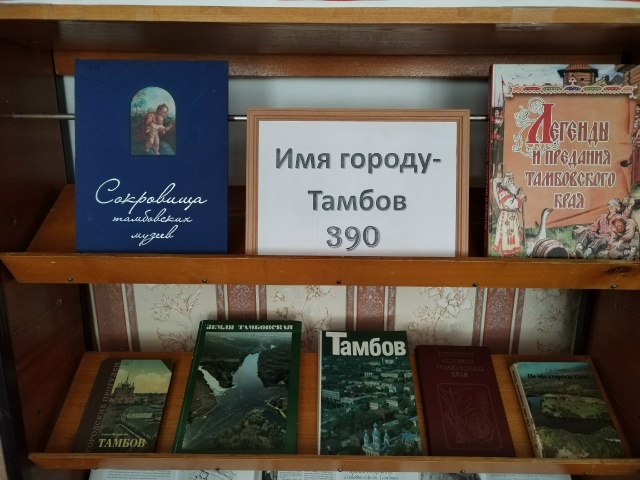 Сокровища
тамбовских
музеев
Имя городу-
Тамбов
390
Легенды
и предания
Тамбовского
края
ЗЕМЛЯ ТАМБОВСКАЯ
Тамбов
ТАМБОВ